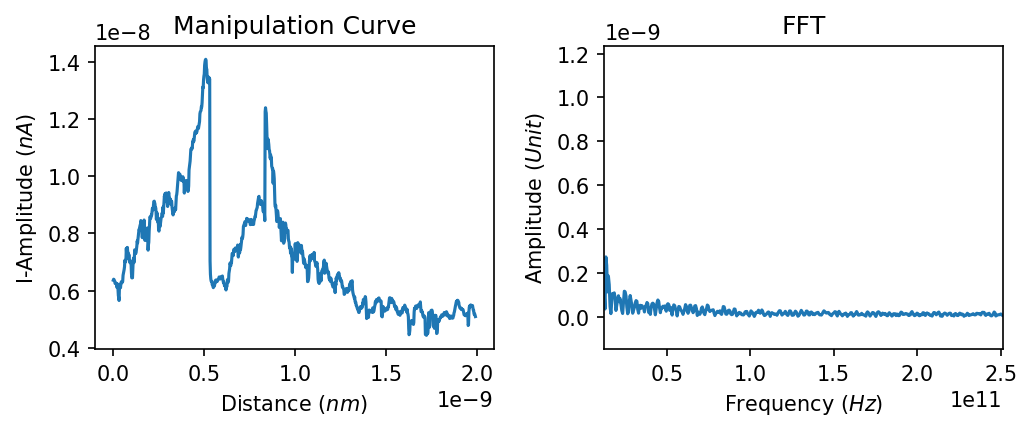 Manipulation Curve
1e−8
1.4
1.2
1.0
0.8
0.6
0.4
I-Amplitude (nA)
0.0 0.5 1.0 1.5 2.0
Distance (nm)
1e−9
FFT
1e−9
1.2
1.0
0.8
0.6
0.4
0.2
0.0
Amplitude (Unit)
0.5 1.0 1.5 2.0 2.5
Frequency (Hz)
1e11